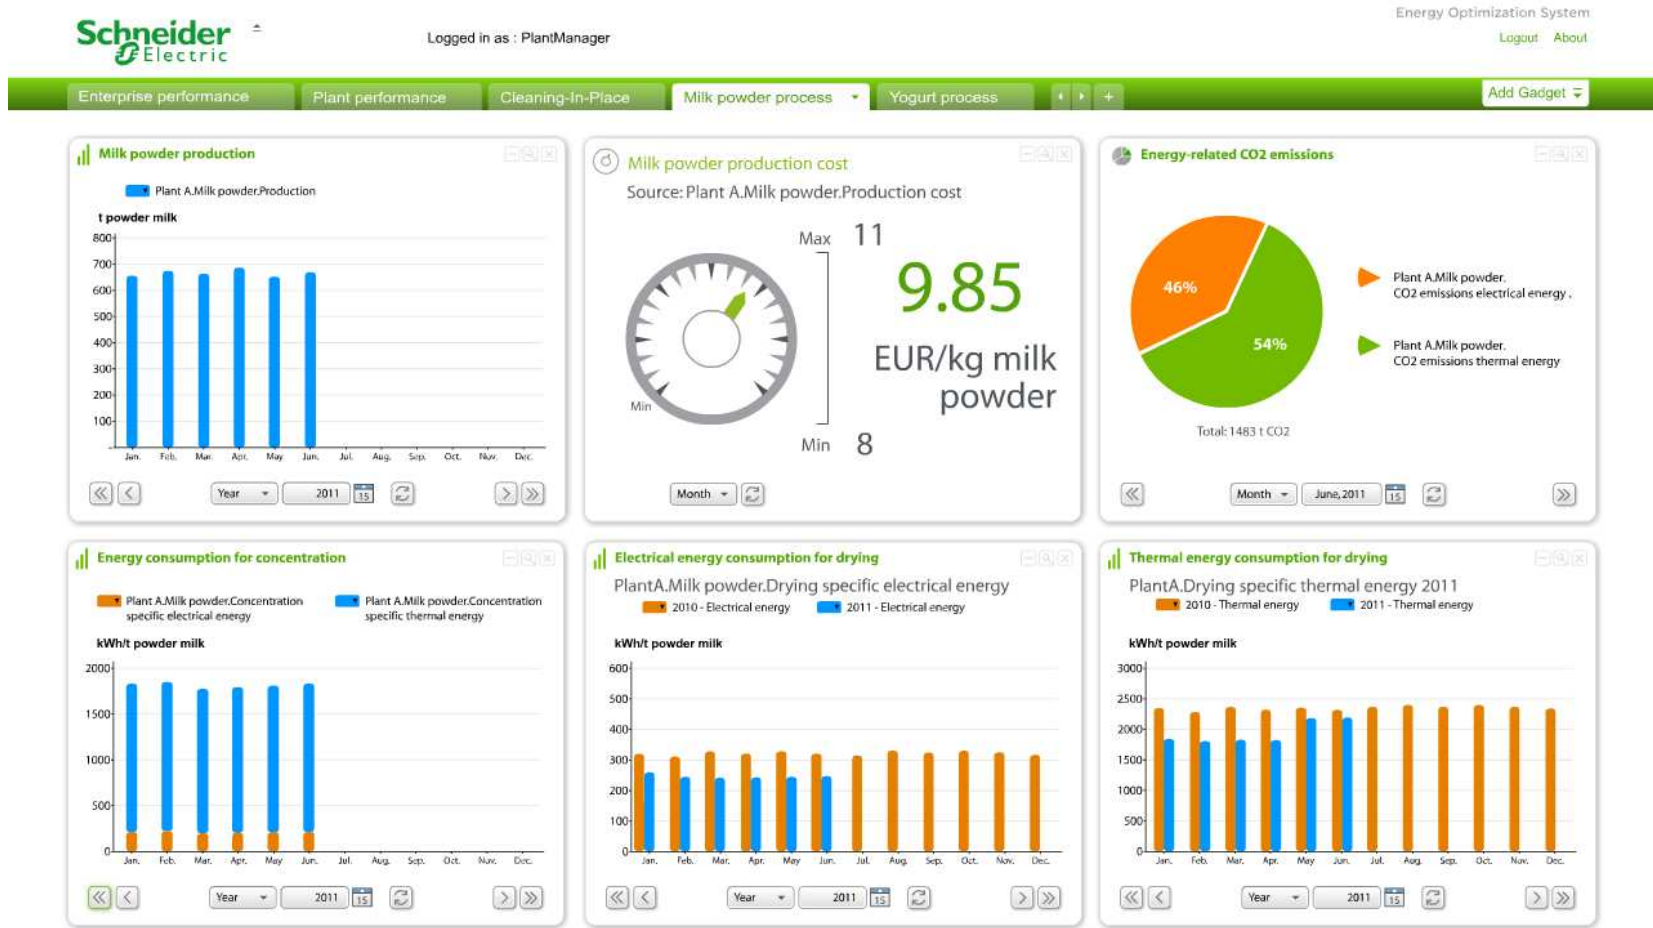 Schneider
Electric
Logged in as : PlantManager
Energy Optimization System
Logout About
Enterprise performance
Plant performance
Cleaning-In-Place
Milk powder process
Yogurt process
+
Add Gadget
Milk powder production
Plant A.Milk powder.Production
t powder milk
800
700
600
500
400
300
200
100
Jan. Feb. Mar. Apr. May Jun. Jul. Aug. Sep. Oct. Nov. Dec.
Year 2011 15
Milk powder production cost
Source: Plant A.Milk powder.Production cost
Max 11
9.85
EUR/kg milk
powder
Min
Min 8
Month
Energy-related CO2 emissions
46%
54%
Plant A.Milk powder.
CO2 emissions electrical energy .
Plant A.Milk powder.
CO2 emissions thermal energy
Total: 1483 t CO2
Month June, 2011 15
Energy consumption for concentration
Plant A.Milk powder.Concentration
specific electrical energy
Plant A.Milk powder.Concentration
specific thermal energy
kWh/t powder milk
2000
1500
1000
500
0
Jan. Feb. Mar. Apr. May Jun. Jul. Aug. Sep. Oct. Nov. Dec.
Year 2011 15
Electrical energy consumption for drying
PlantA.Milk powder.Drying specific electrical energy
2010 - Electrical energy 2011 - Electrical energy
kWh/t powder milk
600
500
400
300
200
100
0
Jan. Feb. Mar. Apr. May Jun. Jul. Aug. Sep. Oct. Nov. Dec.
Year 2011 15
Thermal energy consumption for drying
PlantA.Drying specific thermal energy 2011
2010 - Thermal energy 2011 - Thermal energy
kWh/t powder milk
3000
2500
2000
1500
1000
500
0
Jan. Feb. Mar. Apr. May Jun. Jul. Aug. Sep. Oct. Nov. Dec.
Year 2011 15